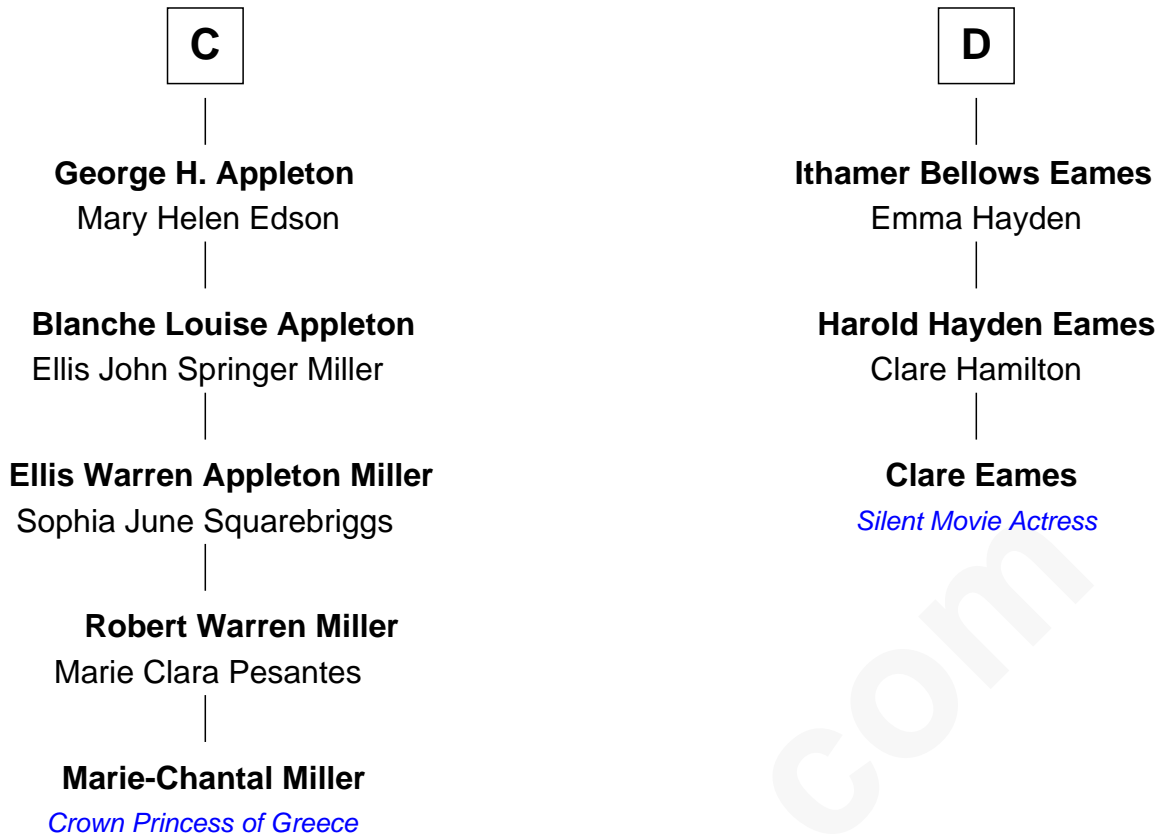 C
George H. Appleton
Mary Helen Edson
Blanche Louise Appleton
Ellis John Springer Miller
Ellis Warren Appleton Miller
Sophia June Squarebriggs
Robert Warren Miller
Marie Clara Pesantes
Marie-Chantal Miller
Crown Princess of Greece
D
Ithamer Bellows Eames
Emma Hayden
Harold Hayden Eames
Clare Hamilton
Clare Eames
Silent Movie Actress
com